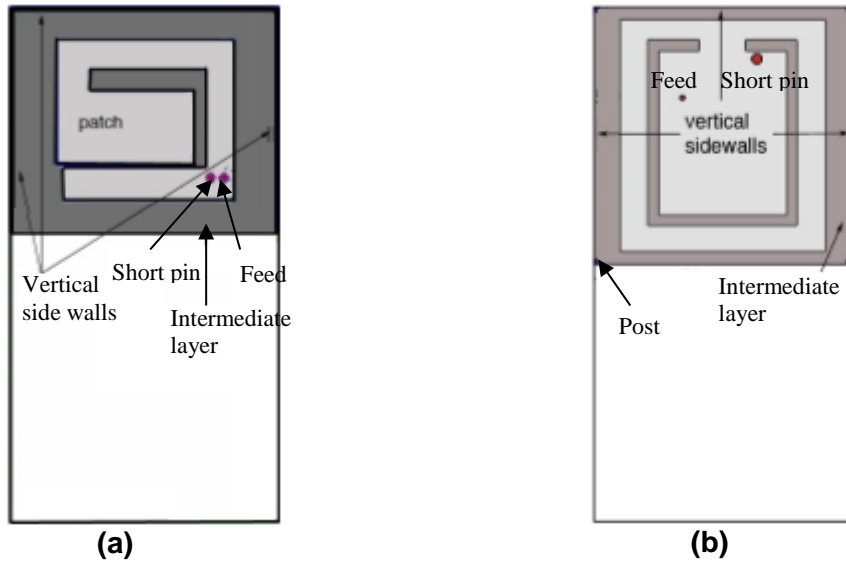 patch
Short pin
Feed
Vertical
side walls
Intermediate
layer
(a)
Feed
Short pin
vertical
sidewalls
Intermediate
layer
Post
(b)